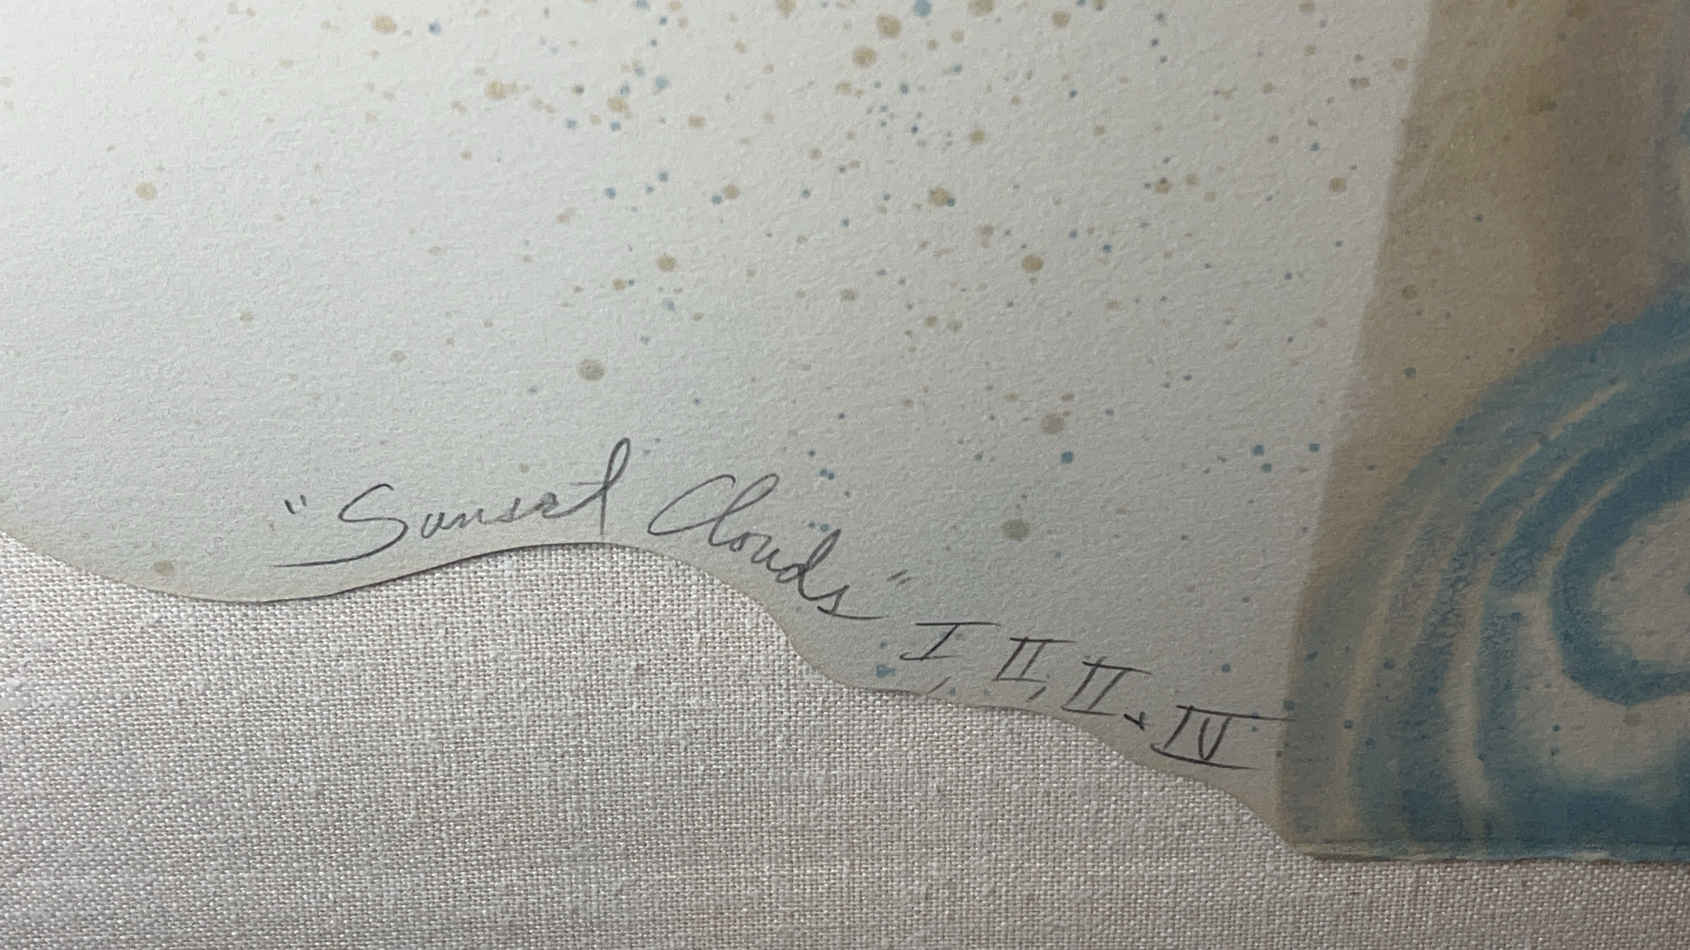 "Sunset Clouds" I, II, II + IV